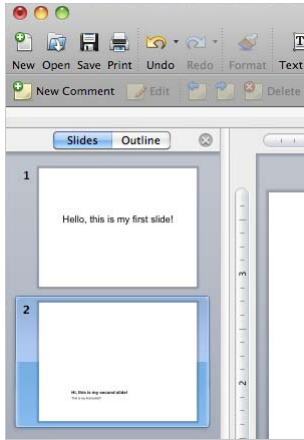 New Open Save Print Undo Redo Format Text
New Comment Edit Delete
Slides Outline
1
Hello, this is my first slide!
2
Hi, this is my second slide!
3
2